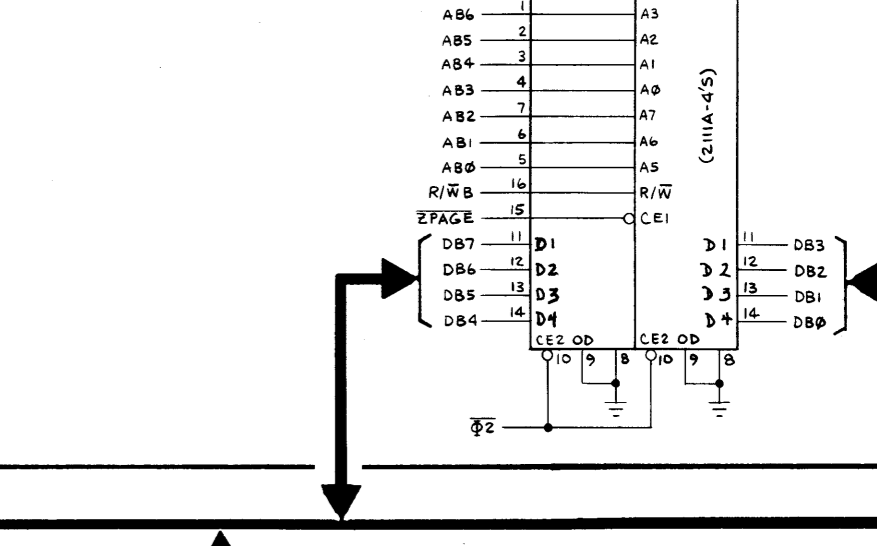 AB6 1 A3
AB5 2 A2
AB4 3 A1
AB3 4 AØ
AB2 7 A7
AB1 6 A6
ABØ 5 A5
R/W̅B 16 R/W̅
Z̅P̅A̅G̅E̅ 15 CE1
(2111A-4'S)
DB7 11 D1 D1 11 DB3
DB6 12 D2 D2 12 DB2
DB5 13 D3 D3 13 DB1
DB4 14 D4 D4 14 DBØ
CE2 OD CE2 OD
10 9 8 10 9 8
Φ̅2̅